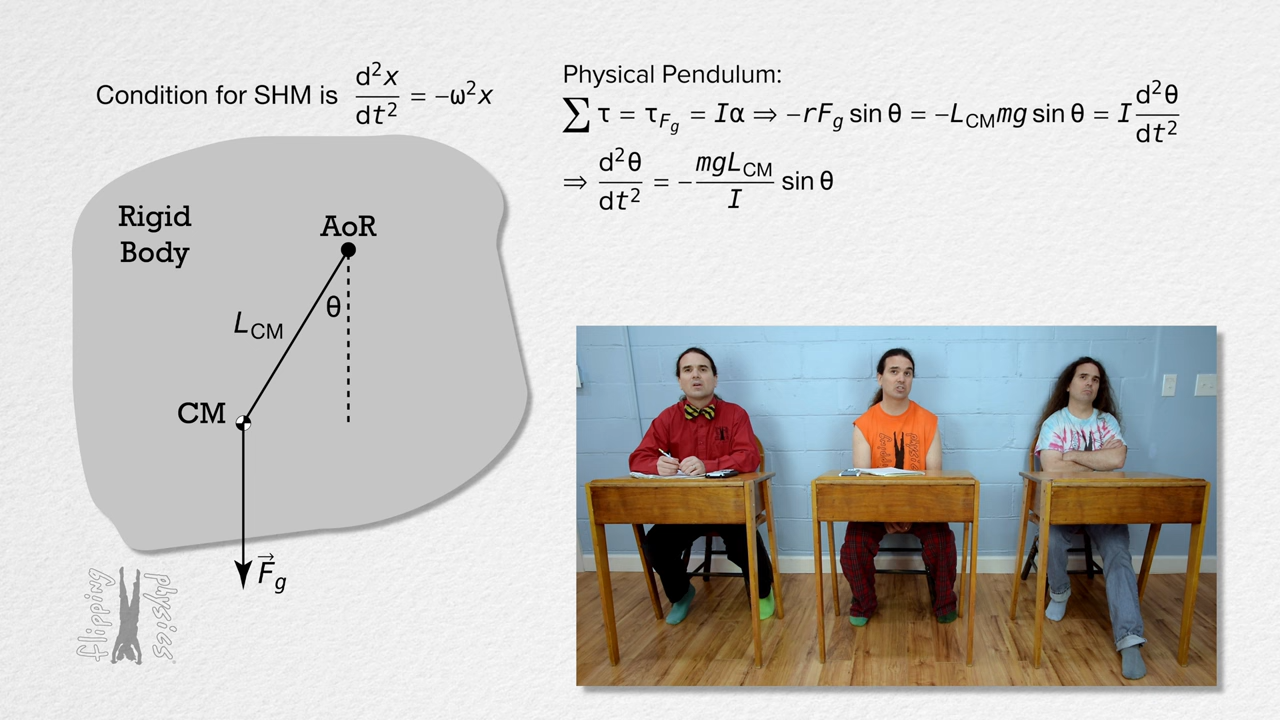 Condition for SHM is d²x/dt² = −ω²x
Physical Pendulum:
∑ τ = τ_F_g = Iα ⇒ −rF_g sin θ = −L_CM mg sin θ = I d²θ/dt²
⇒ d²θ/dt² = − mgL_CM/I sin θ
Rigid
Body
AoR
θ
L_CM
CM
F⃗_g
flipping
physics